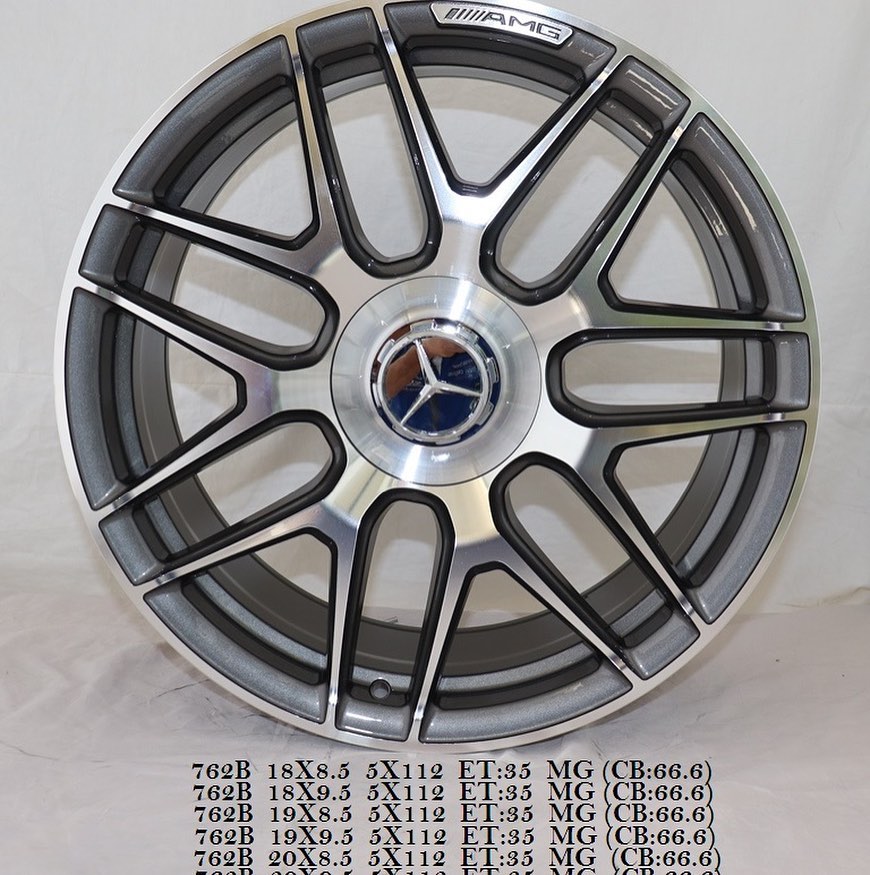 AMG
762B 18X8.5 5X112 ET:35 MG (CB:66.6)
762B 18X9.5 5X112 ET:35 MG (CB:66.6)
762B 19X8.5 5X112 ET:35 MG (CB:66.6)
762B 19X9.5 5X112 ET:35 MG (CB:66.6)
762B 20X8.5 5X112 ET:35 MG (CB:66.6)